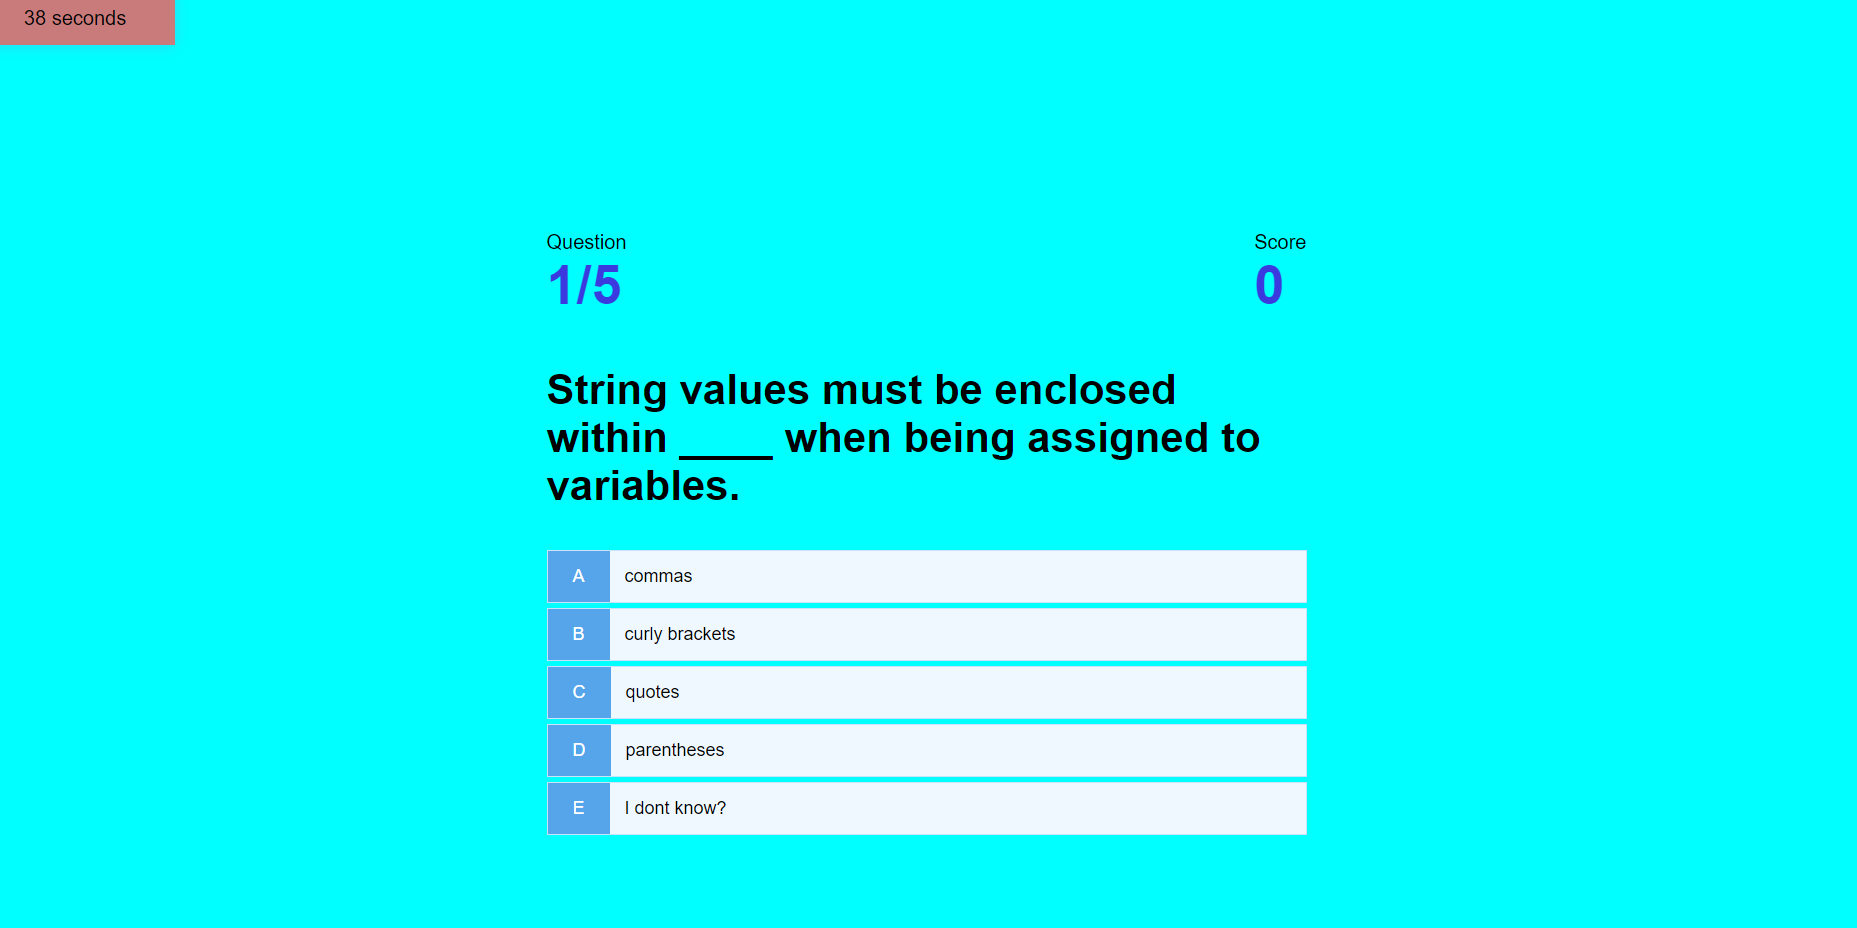 38 seconds
Question
1/5
Score
0
String values must be enclosed
within ____ when being assigned to
variables.
A commas
B curly brackets
C quotes
D parentheses
E I dont know?